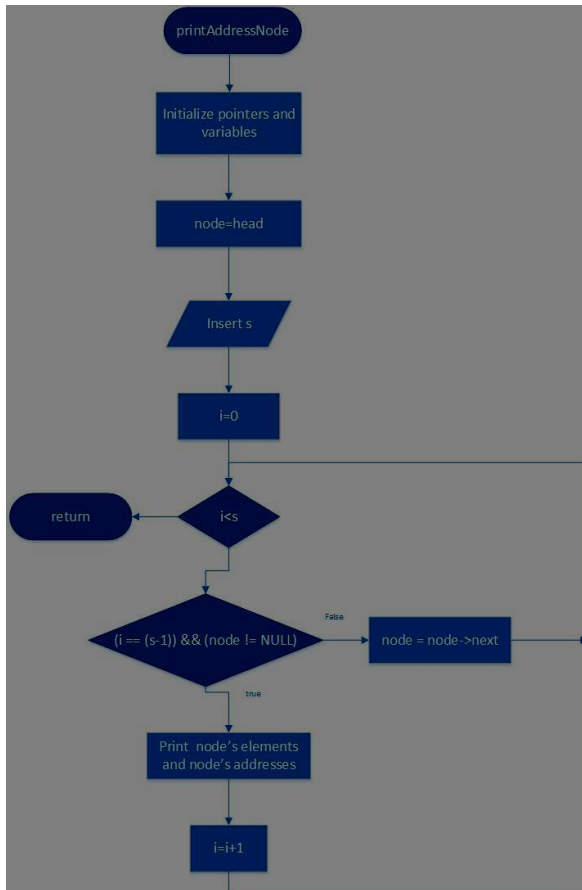 printAddressNode
Initialize pointers and
variables
node=head
Insert s
i=0
return
i<s
(i == (s-1)) && (node != NULL)
False
node = node->next
true
Print node's elements
and node's addresses
i=i+1